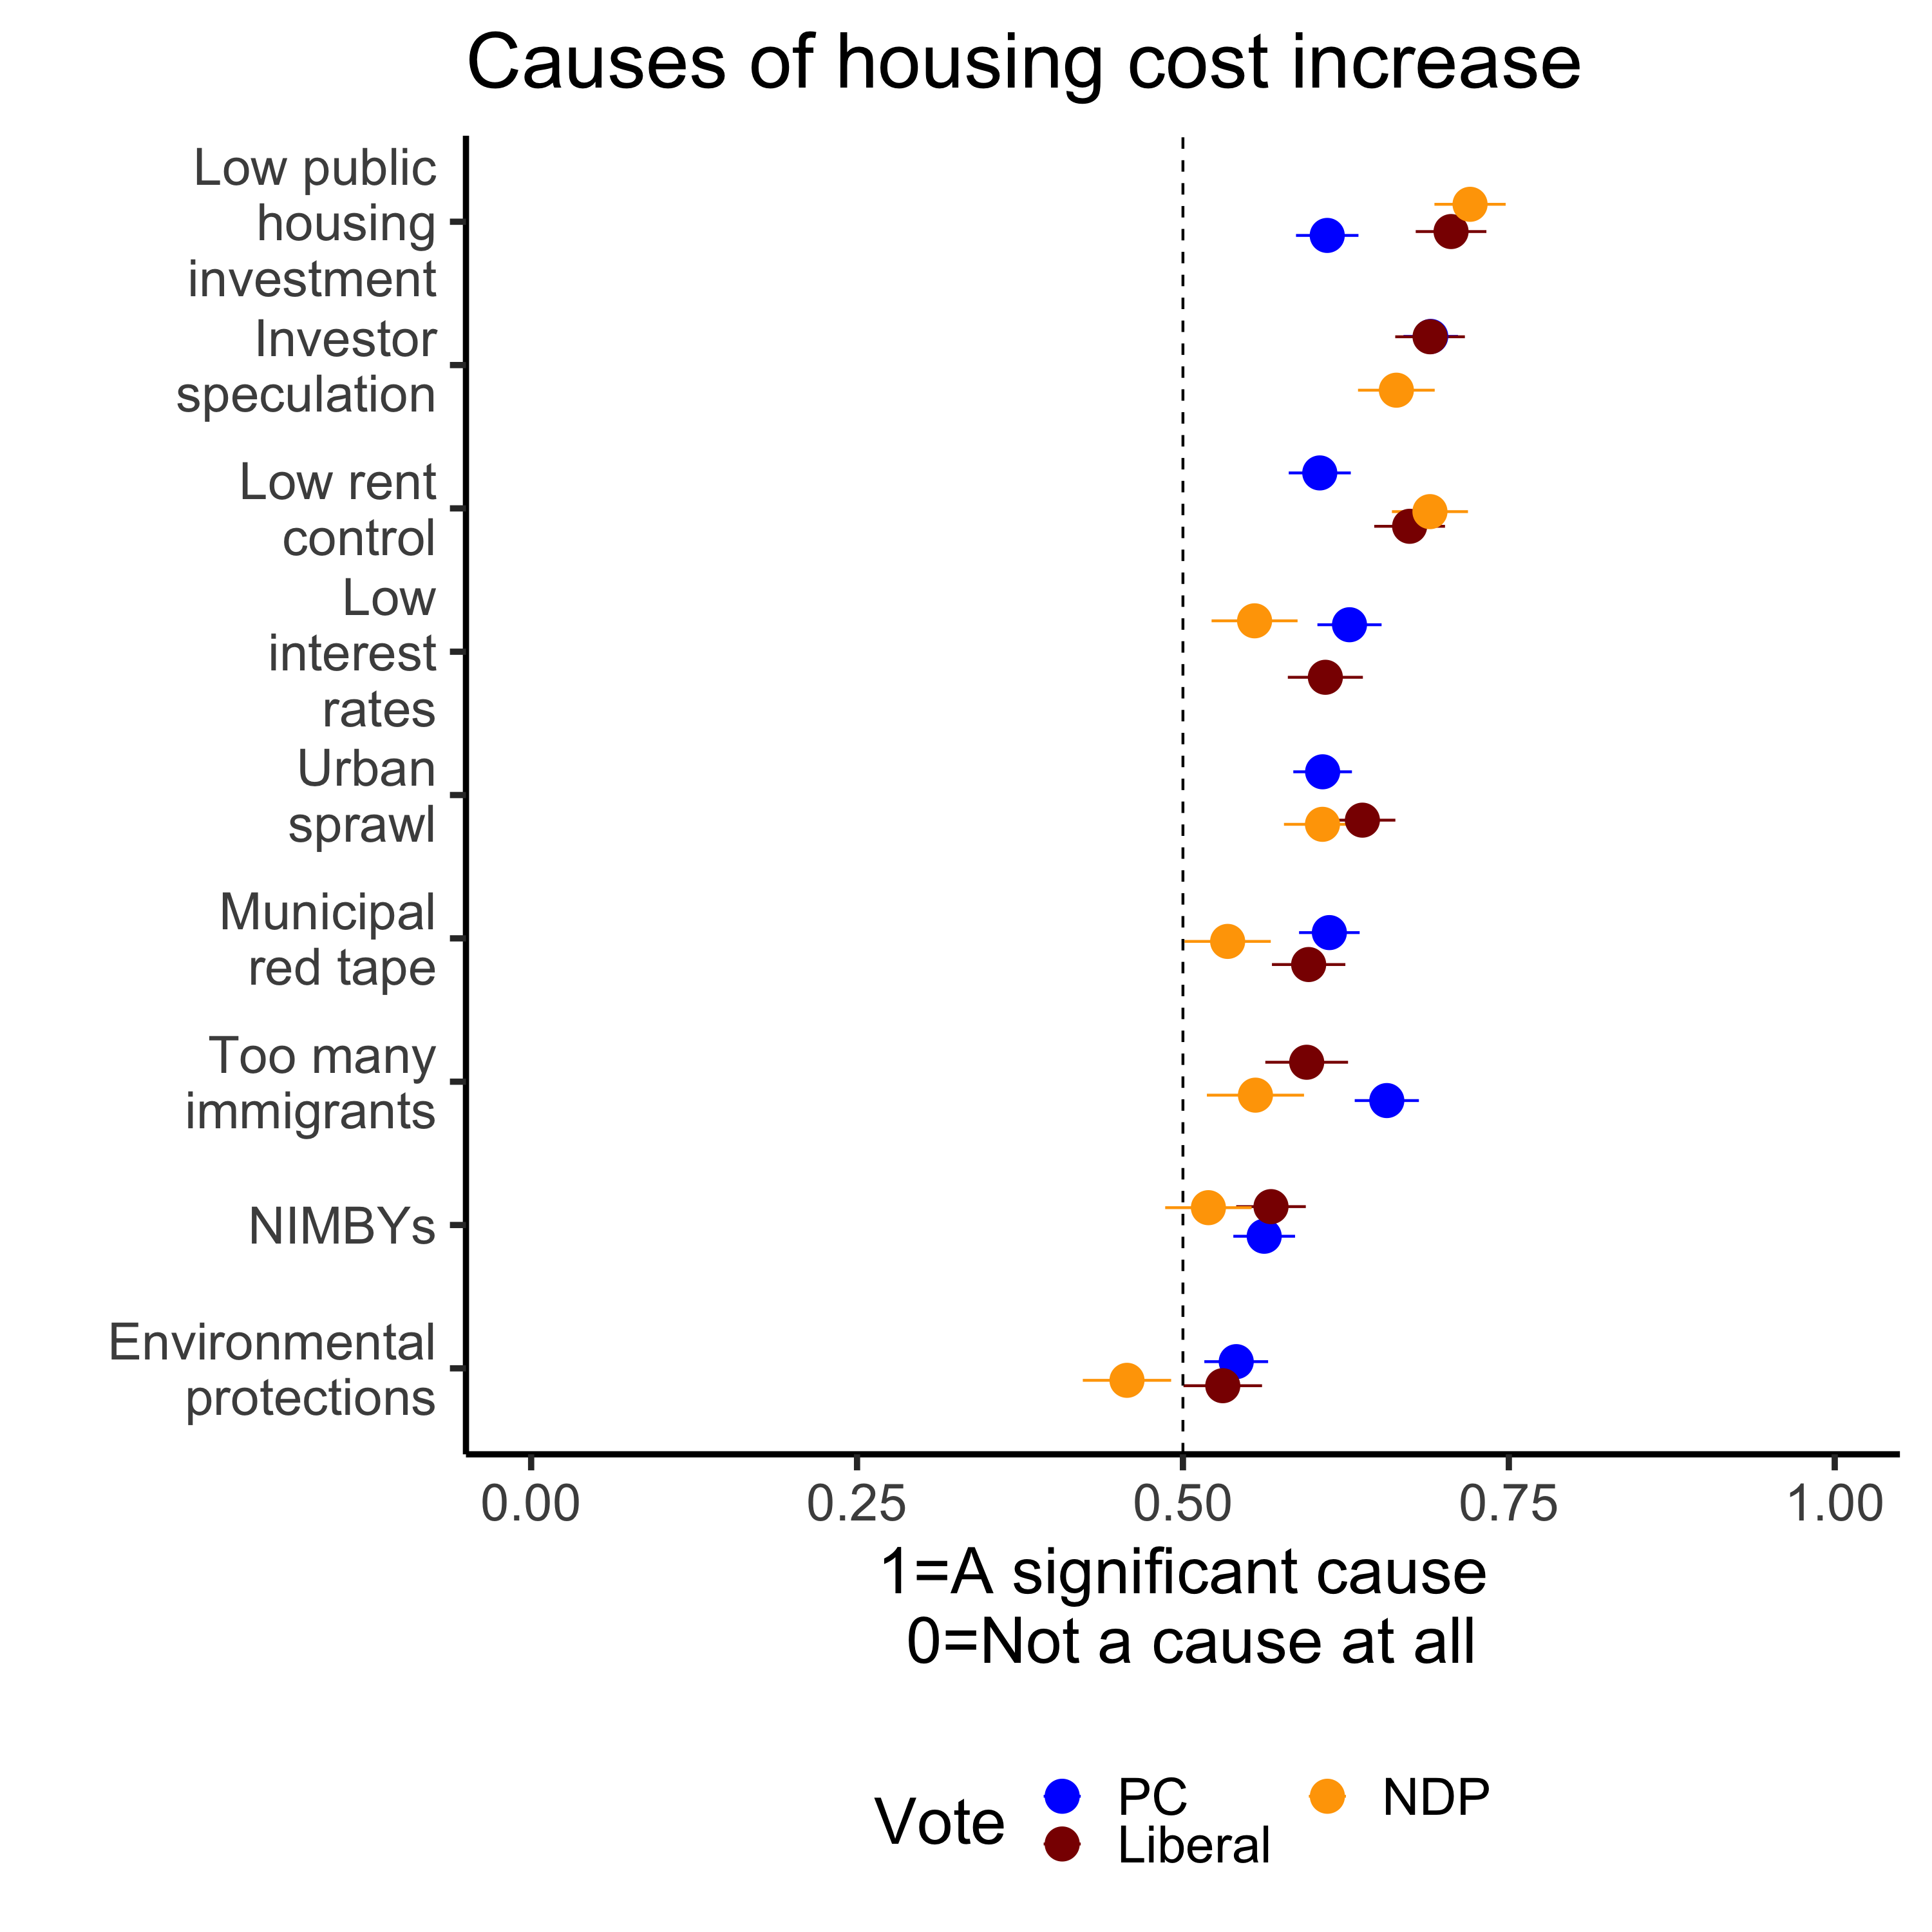 Causes of housing cost increase
Low public
housing
investment
Investor
speculation
Low rent
control
Low
interest
rates
Urban
sprawl
Municipal
red tape
Too many
immigrants
NIMBYs
Environmental
protections
0.00 0.25 0.50 0.75 1.00
1=A significant cause
0=Not a cause at all
Vote
PC NDP
Liberal